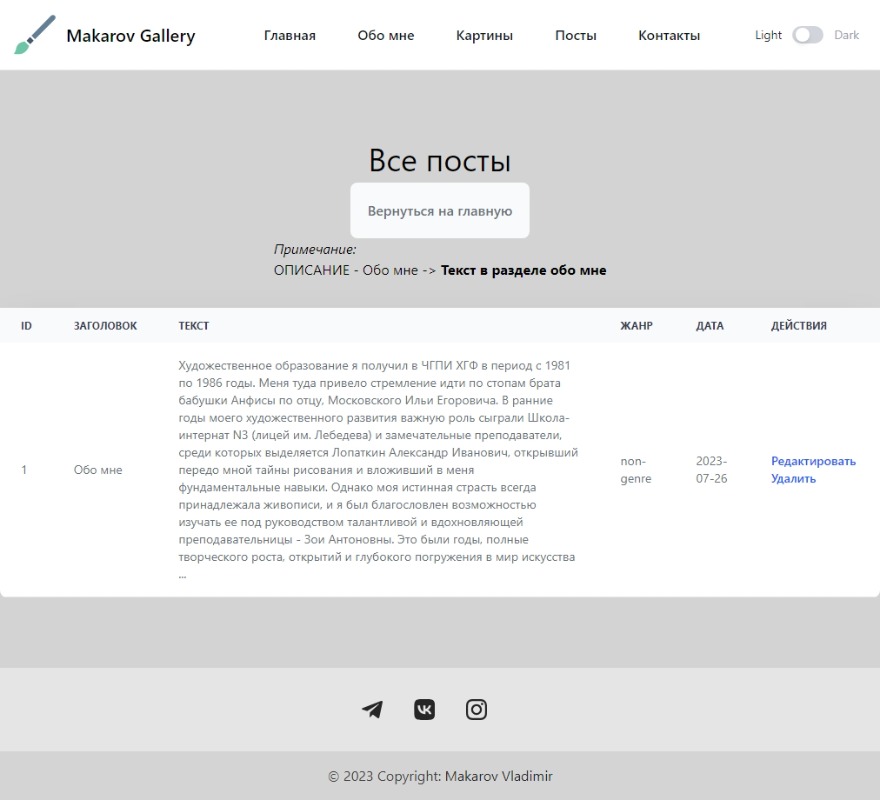 Makarov Gallery
Главная
Обо мне
Картины
Посты
Контакты
Light
Dark
Все посты
Вернуться на главную
Примечание:
ОПИСАНИЕ - Обо мне -> Текст в разделе обо мне
ID
ЗАГОЛОВОК
ТЕКСТ
ЖАНР
ДАТА
ДЕЙСТВИЯ
1
Обо мне
Художественное образование я получил в ЧГПИ ХГФ в период с 1981
по 1986 годы. Меня туда привело стремление идти по стопам брата
бабушки Анфисы по отцу, Московского Ильи Егоровича. В ранние
годы моего художественного развития важную роль сыграли Школа-
интернат N3 (лицей им. Лебедева) и замечательные преподаватели,
среди которых выделяется Лопаткин Александр Иванович, открывший
передо мной тайны рисования и вложивший в меня
фундаментальные навыки. Однако моя истинная страсть всегда
принадлежала живописи, и я был благословлен возможностью
изучать ее под руководством талантливой и вдохновляющей
преподавательницы - Зои Антоновны. Это были годы, полные
творческого роста, открытий и глубокого погружения в мир искусства
...
non-
genre
2023-
07-26
Редактировать
Удалить
© 2023 Copyright: Makarov Vladimir